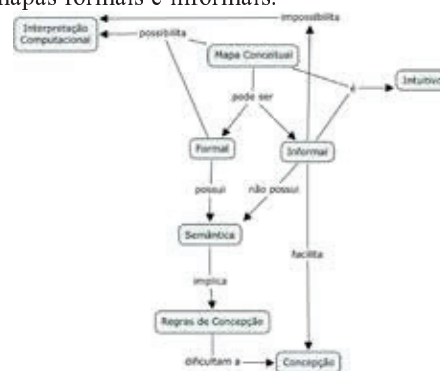 mapas formais e informais.
impossibilita
Interpretação
Computacional
possibilita
Mapa Conceitual
é
Intuitivo
pode ser
Formal
Informal
possui
não possui
Semântica
facilita
implica
Regras de Concepção
dificultam a
Concepção